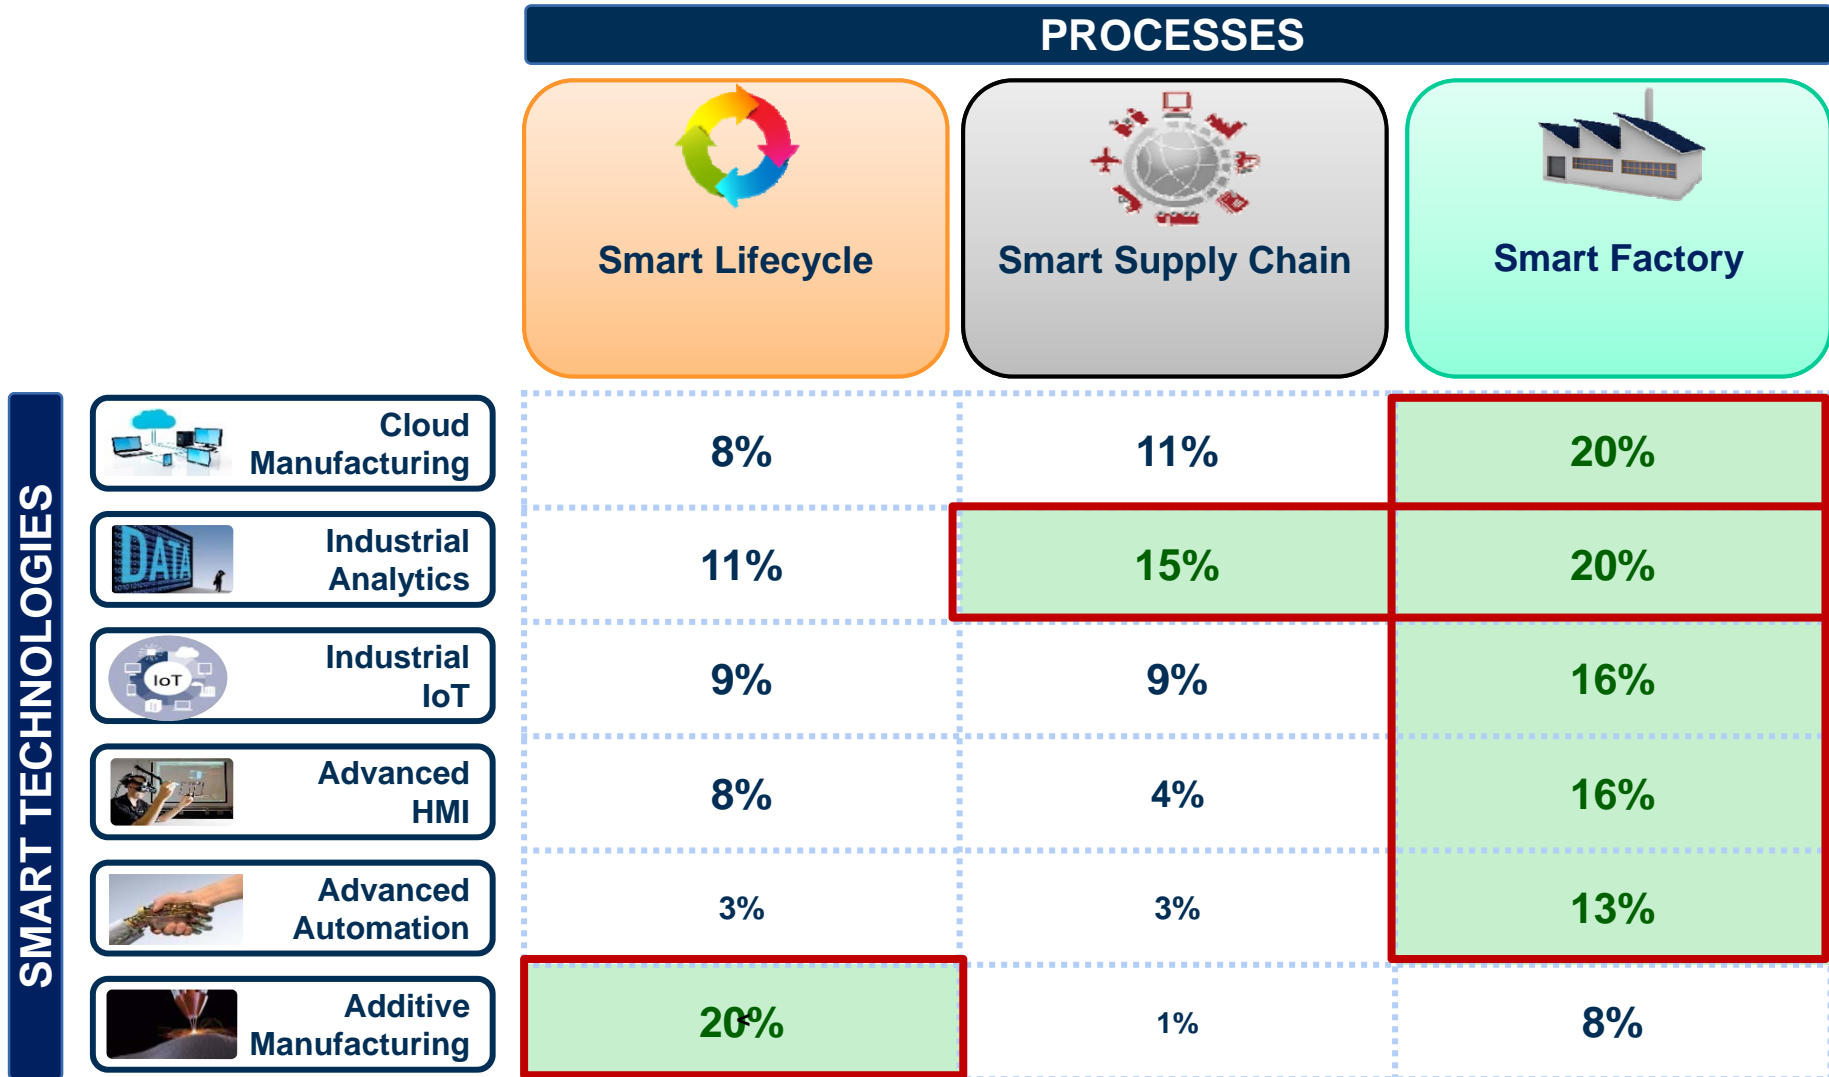 PROCESSES
Smart Lifecycle
Smart Supply Chain
Smart Factory
SMART TECHNOLOGIES
Cloud
Manufacturing
8%
11%
20%
DATA
Industrial
Analytics
11%
15%
20%
IoT
Industrial
IoT
9%
9%
16%
Advanced
HMI
8%
4%
16%
Advanced
Automation
3%
3%
13%
Additive
Manufacturing
20%
<
1%
8%